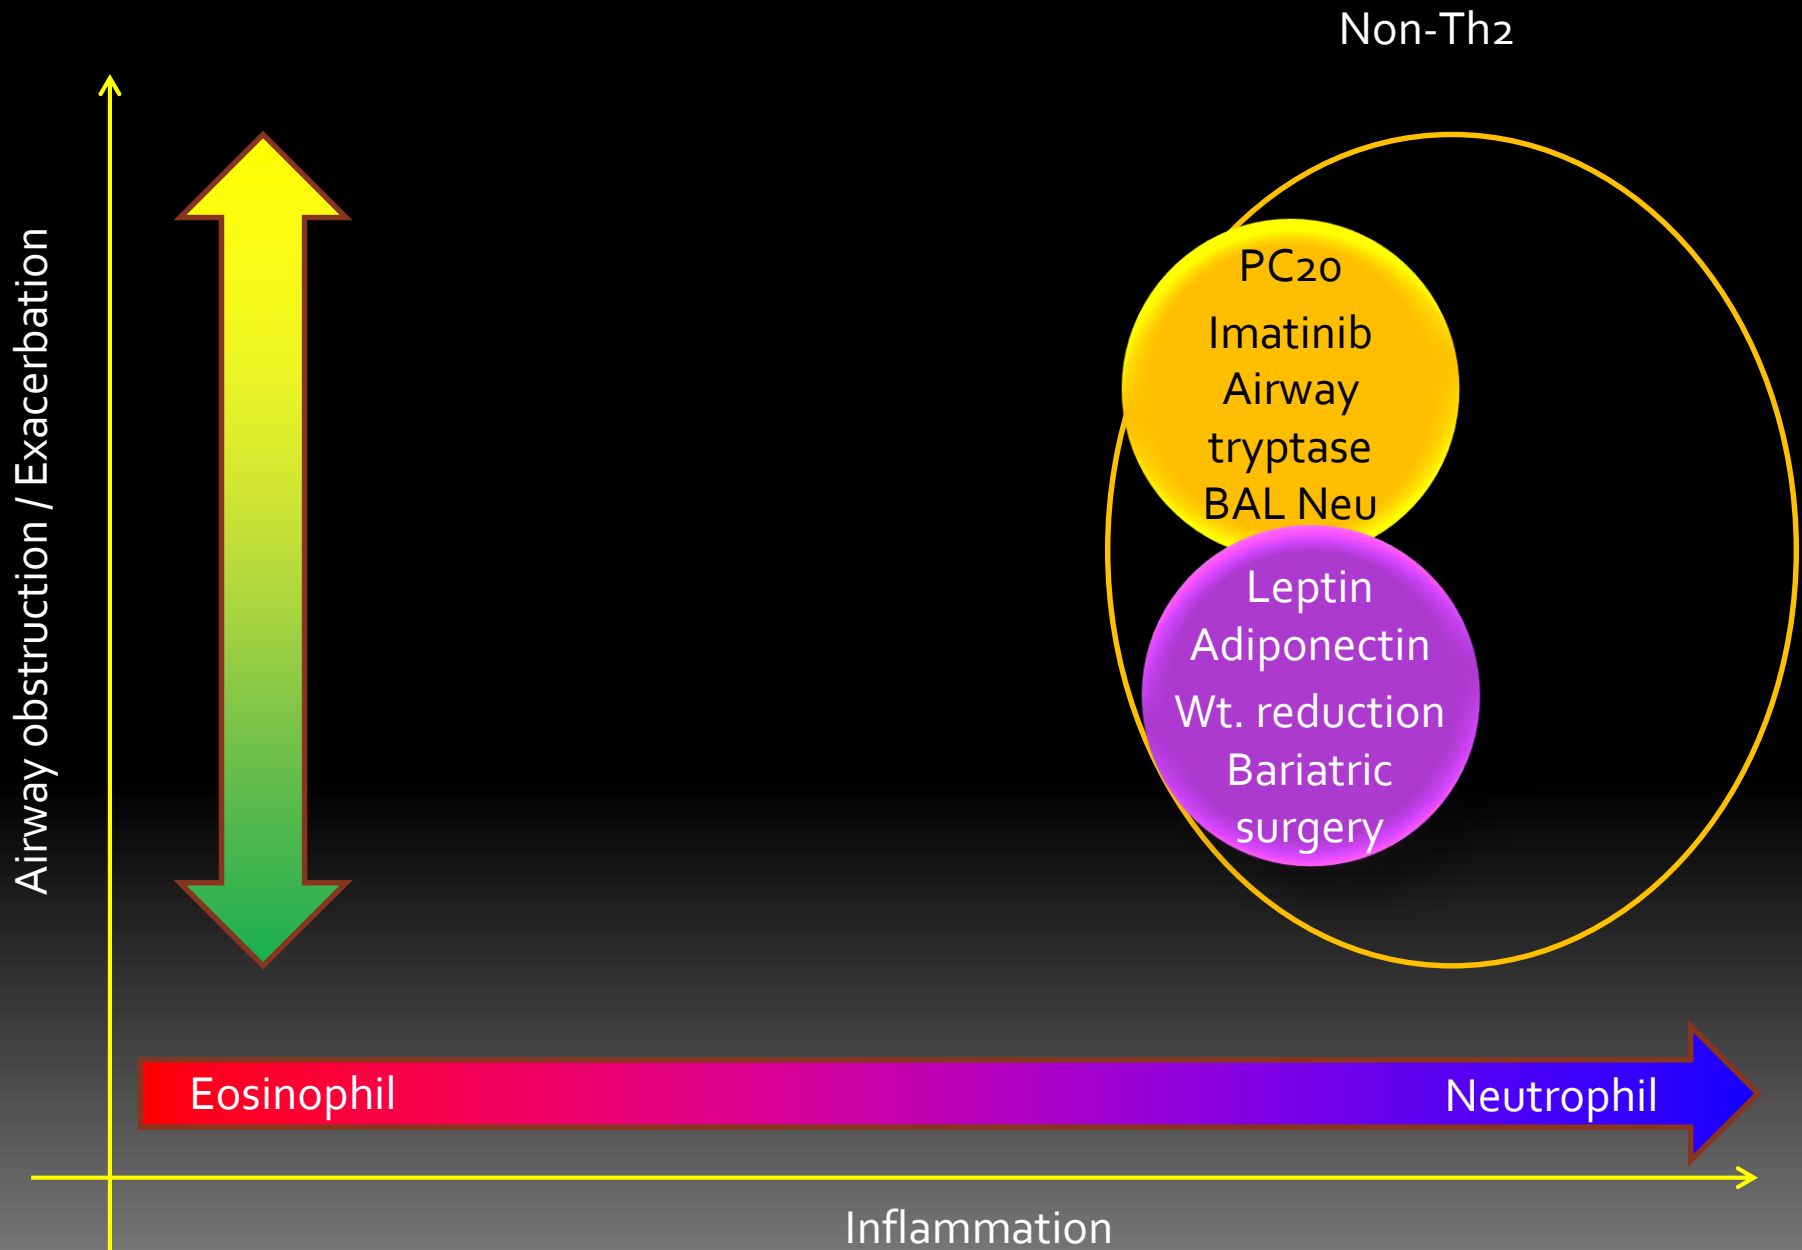 Non-Th2
Airway obstruction / Exacerbation
PC20
Imatinib
Airway
tryptase
BAL Neu
Leptin
Adiponectin
Wt. reduction
Bariatric
surgery
Eosinophil
Neutrophil
Inflammation